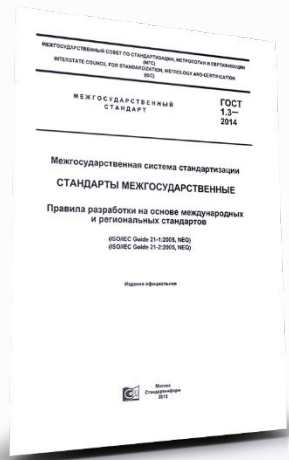 МЕЖГОСУДАРСТВЕННЫЙ СОВЕТ ПО СТАНДАРТИЗАЦИИ, МЕТРОЛОГИИ И СЕРТИФИКАЦИИ
(МГС)
INTERSTATE COUNCIL FOR STANDARDIZATION, METROLOGY AND CERTIFICATION
(ISC)
МЕЖГОСУДАРСТВЕННЫЙ
СТАНДАРТ
ГОСТ
1.3—
2014
Межгосударственная система стандартизации
СТАНДАРТЫ МЕЖГОСУДАРСТВЕННЫЕ
Правила разработки на основе международных
и региональных стандартов
(ISO/IEC Guide 21-1:2005, NEQ)
(ISO/IEC Guide 21-2:2005, NEQ)
Издание официальное
Москва
Стандартинформ
2015